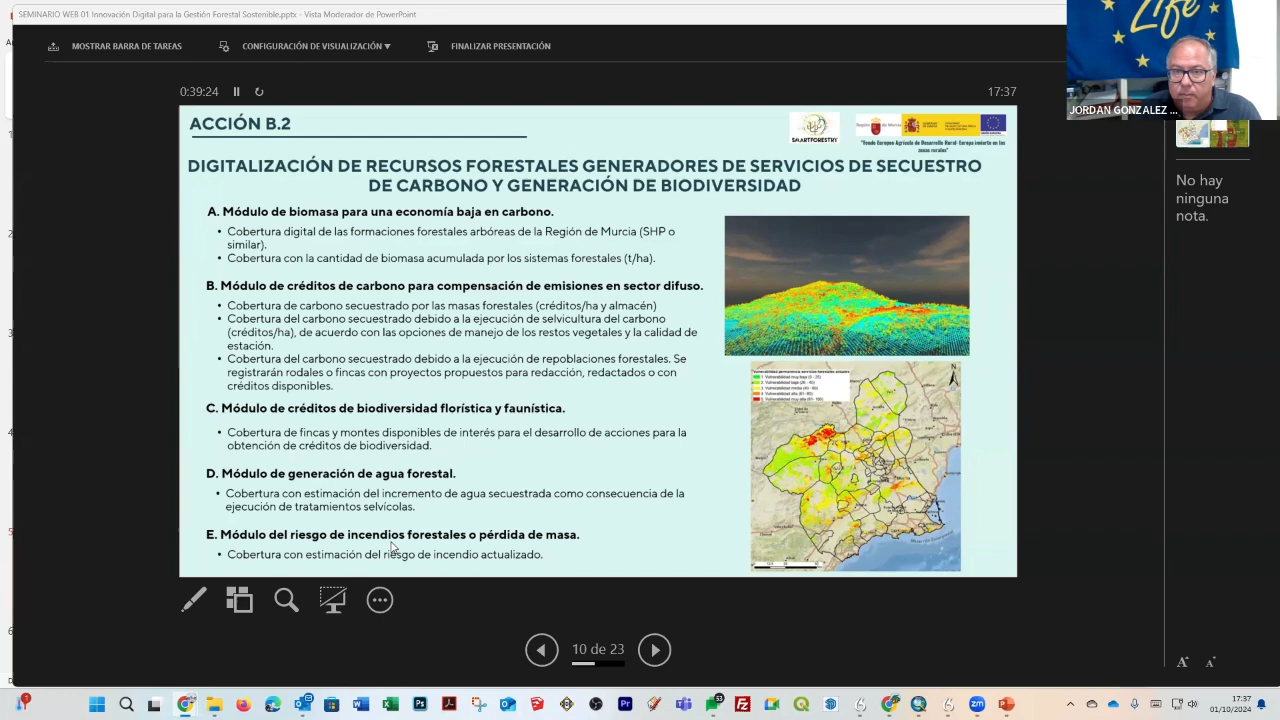 SEMINARIO WEB 01 Innovación Digital para la Gestión Forestal Sostenible.pptx - Vista Moderador de PowerPoint
MOSTRAR BARRA DE TAREAS
CONFIGURACIÓN DE VISUALIZACIÓN ▼
FINALIZAR PRESENTACIÓN
Life
JORDAN GONZALEZ ...
0:39:24
17:37
ACCIÓN B.2
SMARTFORESTRY
Región de Murcia
"Fondo Europeo Agrícola de Desarrollo Rural: Europa invierte en las
zonas rurales"
DIGITALIZACIÓN DE RECURSOS FORESTALES GENERADORES DE SERVICIOS DE SECUESTRO
DE CARBONO Y GENERACIÓN DE BIODIVERSIDAD
A. Módulo de biomasa para una economía baja en carbono.
• Cobertura digital de las formaciones forestales arbóreas de la Región de Murcia (SHP o
similar).
• Cobertura con la cantidad de biomasa acumulada por los sistemas forestales (t/ha).
B. Módulo de créditos de carbono para compensación de emisiones en sector difuso.
• Cobertura de carbono secuestrado por las masas forestales (créditos/ha y almacén)
• Cobertura del carbono secuestrado debido a la ejecución de selvicultura del carbono
(créditos/ha), de acuerdo con las opciones de manejo de los restos vegetales y la calidad de
estación.
• Cobertura del carbono secuestrado debido a la ejecución de repoblaciones forestales. Se
registrarán rodales o fincas con proyectos propuestos para redacción, redactados o con
créditos disponibles.
C. Módulo de créditos de biodiversidad florística y faunística.
• Cobertura de fincas y montes disponibles de interés para el desarrollo de acciones para la
obtención de créditos de biodiversidad.
D. Módulo de generación de agua forestal.
• Cobertura con estimación del incremento de agua secuestrada como consecuencia de la
ejecución de tratamientos selvícolas.
E. Módulo del riesgo de incendios forestales o pérdida de masa.
• Cobertura con estimación del riesgo de incendio actualizado.
No hay
ninguna
nota.
10 de 23
17:37
01/10/2024